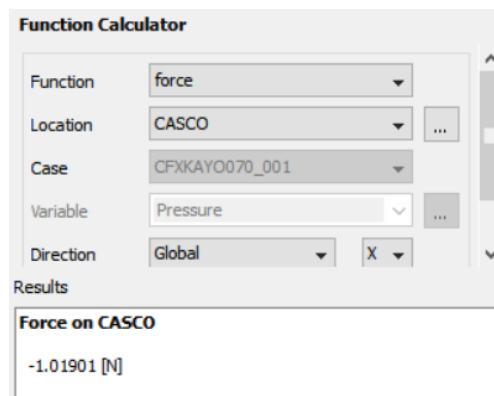 Function Calculator
Function force
Location CASCO ...
Case CFXKAYO070_001
Variable Pressure ...
Direction Global X
Results
Force on CASCO
-1.01901 [N]